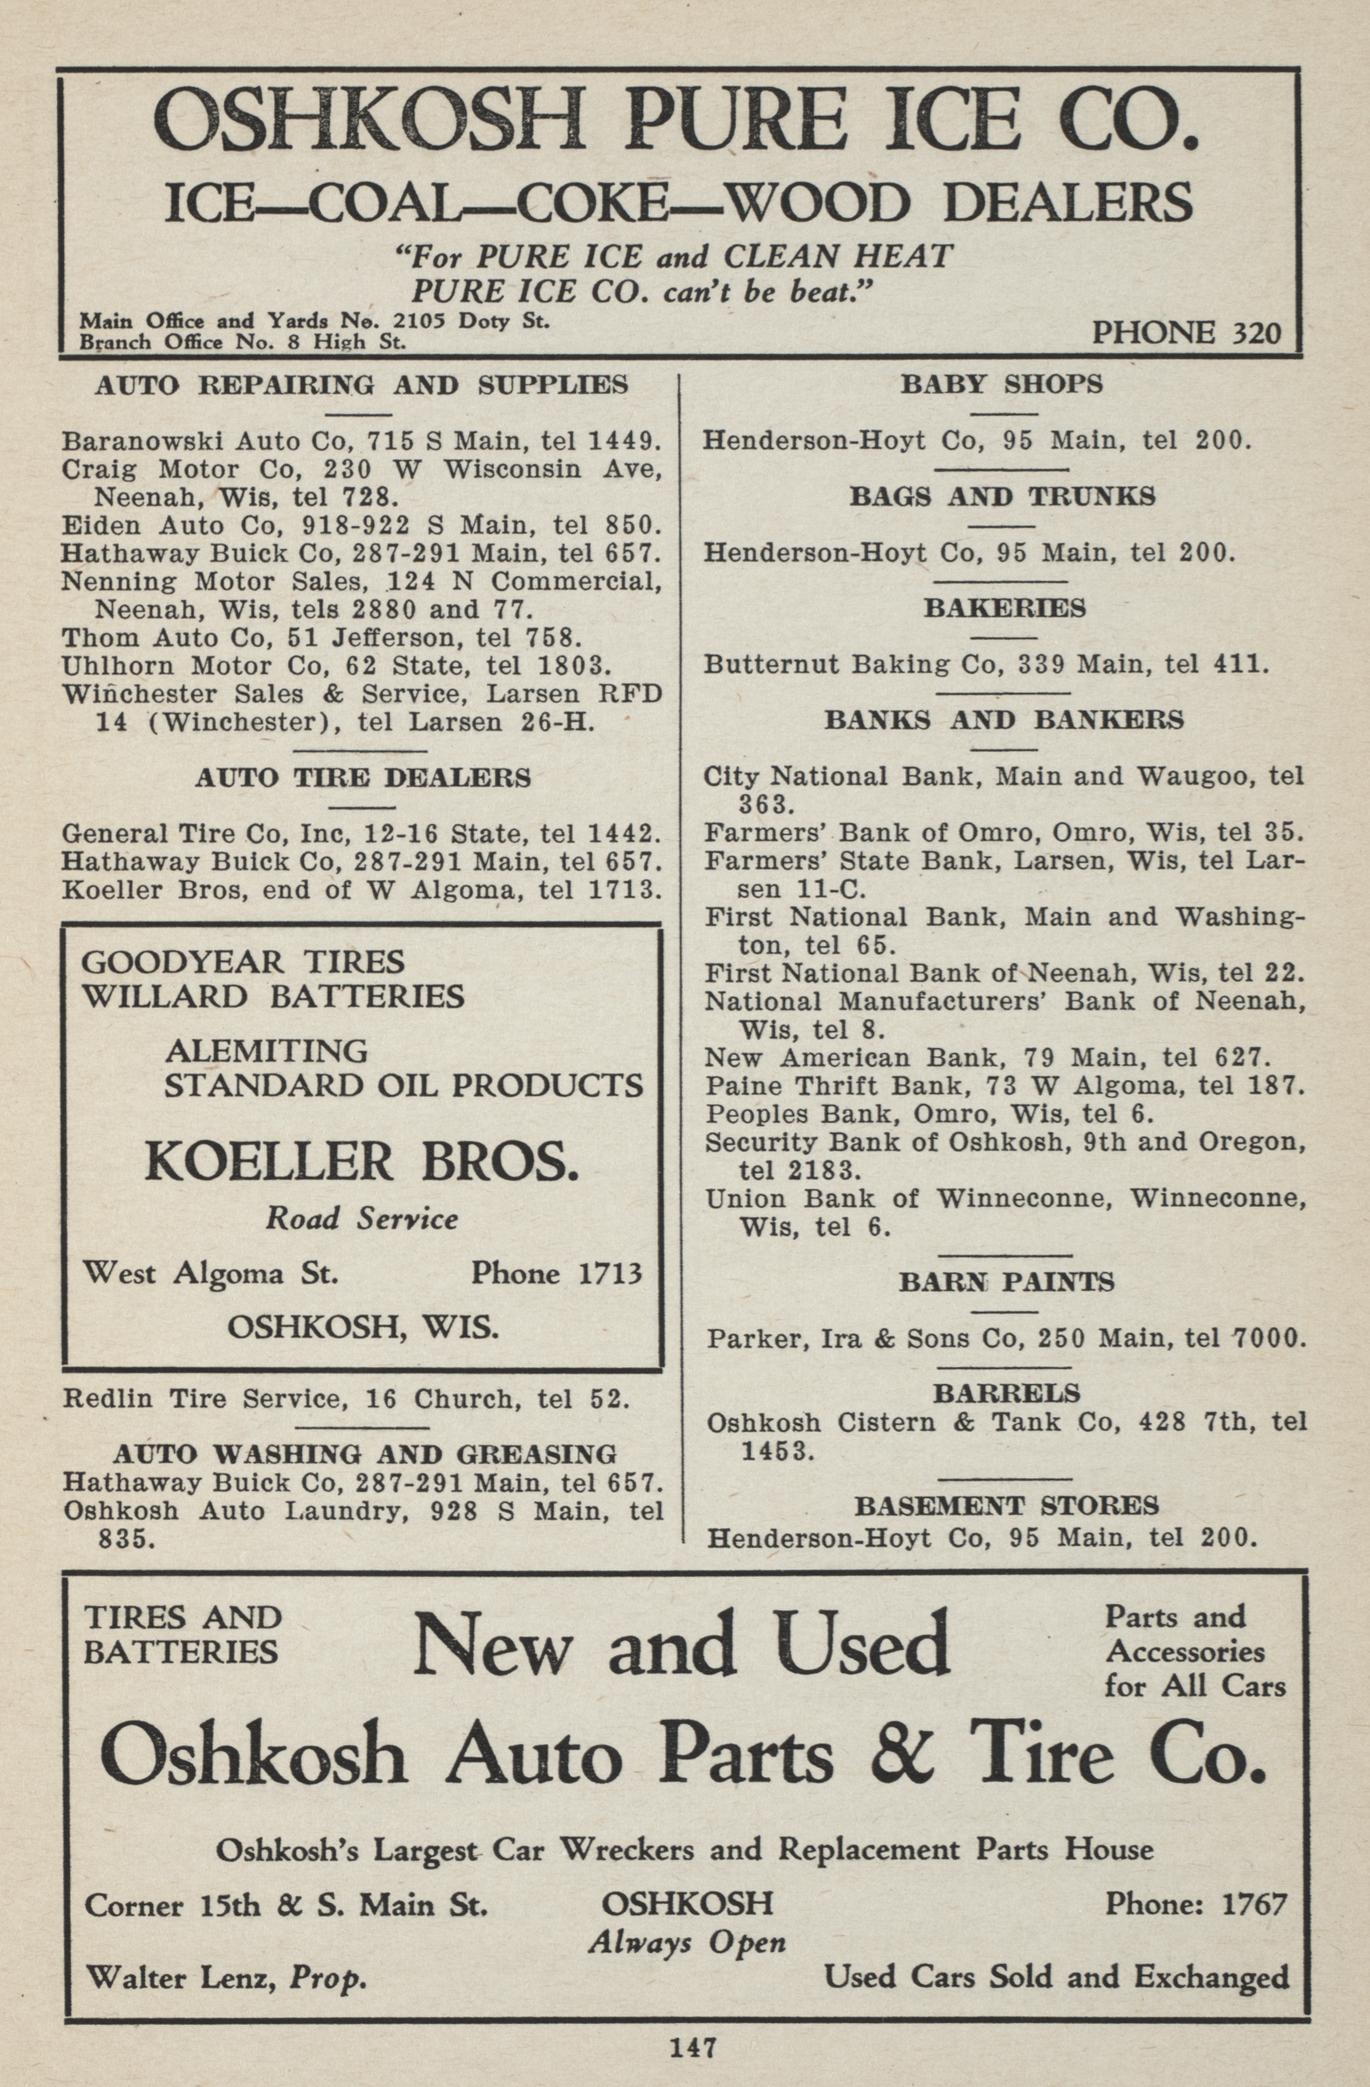 OSHKOSH PURE ICE CO.
ICE—COAL—COKE—WOOD DEALERS
“For PURE ICE and CLEAN HEAT
PURE ICE CO. can't be beat.”
Main Office and Yards No. 2105 Doty St.
Branch Office No. 8 High St.
PHONE 320
AUTO REPAIRING AND SUPPLIES
Baranowski Auto Co, 715 S Main, tel 1449.
Craig Motor Co, 230 W Wisconsin Ave,
Neenah, Wis, tel 728.
Eiden Auto Co, 918-922 S Main, tel 850.
Hathaway Buick Co, 287-291 Main, tel 657.
Nenning Motor Sales, 124 N Commercial,
Neenah, Wis, tels 2880 and 77.
Thom Auto Co, 51 Jefferson, tel 758.
Uhlhorn Motor Co, 62 State, tel 1803.
Winchester Sales & Service, Larsen RFD
14 (Winchester), tel Larsen 26-H.
AUTO TIRE DEALERS
General Tire Co, Inc, 12-16 State, tel 1442.
Hathaway Buick Co, 287-291 Main, tel 657.
Koeller Bros, end of W Algoma, tel 1713.
GOODYEAR TIRES
WILLARD BATTERIES
ALEMITING
STANDARD OIL PRODUCTS
KOELLER BROS.
Road Service
West Algoma St. Phone 1713
OSHKOSH, WIS.
Redlin Tire Service, 16 Church, tel 52.
AUTO WASHING AND GREASING
Hathaway Buick Co, 287-291 Main, tel 657.
Oshkosh Auto Laundry, 928 S Main, tel
835.
BABY SHOPS
Henderson-Hoyt Co, 95 Main, tel 200.
BAGS AND TRUNKS
Henderson-Hoyt Co, 95 Main, tel 200.
BAKERIES
Butternut Baking Co, 339 Main, tel 411.
BANKS AND BANKERS
City National Bank, Main and Waugoo, tel
363.
Farmers' Bank of Omro, Omro, Wis, tel 35.
Farmers' State Bank, Larsen, Wis, tel Lar-
sen 11-C.
First National Bank, Main and Washing-
ton, tel 65.
First National Bank of Neenah, Wis, tel 22.
National Manufacturers' Bank of Neenah,
Wis, tel 8.
New American Bank, 79 Main, tel 627.
Paine Thrift Bank, 73 W Algoma, tel 187.
Peoples Bank, Omro, Wis, tel 6.
Security Bank of Oshkosh, 9th and Oregon,
tel 2183.
Union Bank of Winneconne, Winneconne,
Wis, tel 6.
BARN PAINTS
Parker, Ira & Sons Co, 250 Main, tel 7000.
BARRELS
Oshkosh Cistern & Tank Co, 428 7th, tel
1453.
BASEMENT STORES
Henderson-Hoyt Co, 95 Main, tel 200.
TIRES AND
BATTERIES
New and Used
Parts and
Accessories
for All Cars
Oshkosh Auto Parts & Tire Co.
Oshkosh's Largest Car Wreckers and Replacement Parts House
Corner 15th & S. Main St. OSHKOSH Phone: 1767
Always Open
Walter Lenz, Prop. Used Cars Sold and Exchanged
147